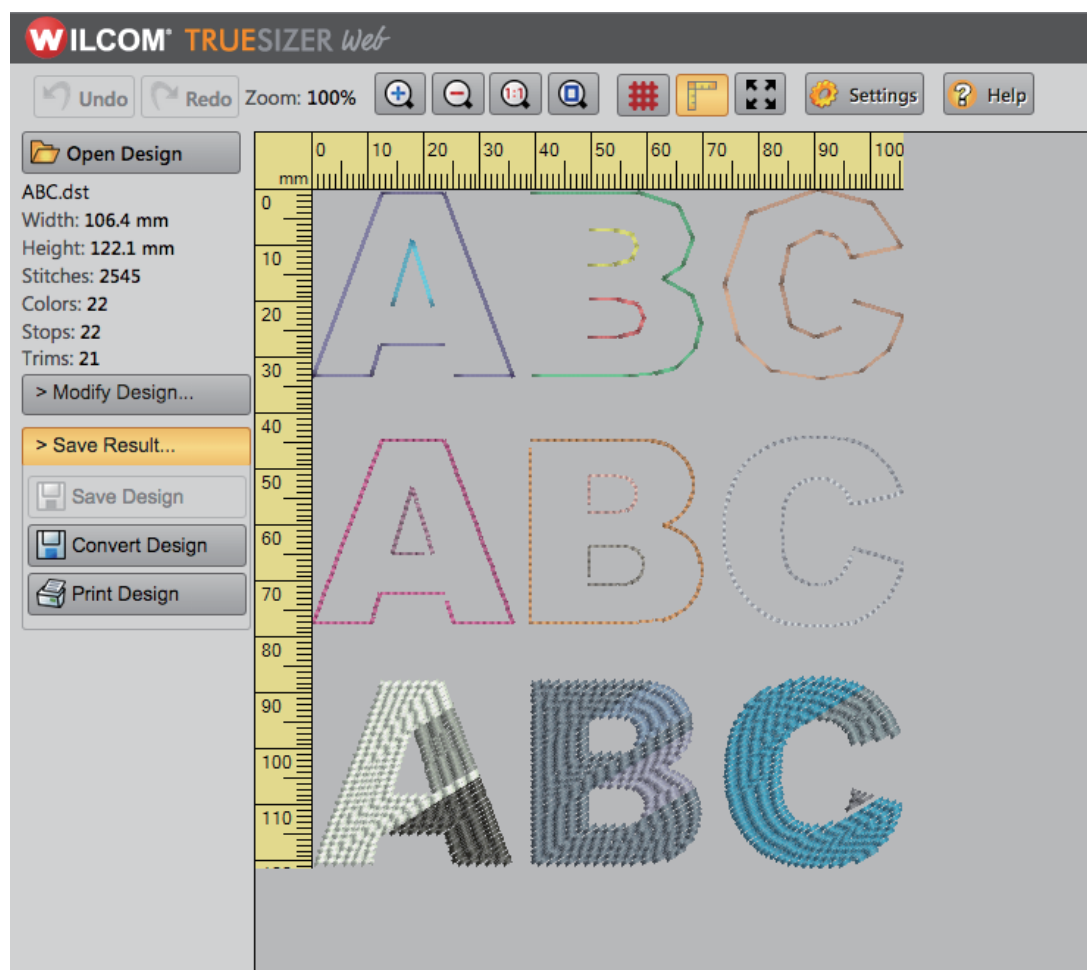 WILCOM® TRUESIZER Web
Undo Redo Zoom: 100% 1:1 Settings ? Help
Open Design
ABC.dst
Width: 106.4 mm
Height: 122.1 mm
Stitches: 2545
Colors: 22
Stops: 22
Trims: 21
> Modify Design...
> Save Result...
Save Design
Convert Design
Print Design
0 10 20 30 40 50 60 70 80 90 100
mm
0
10
20
30
40
50
60
70
80
90
100
110
ABC
ABC
ABC